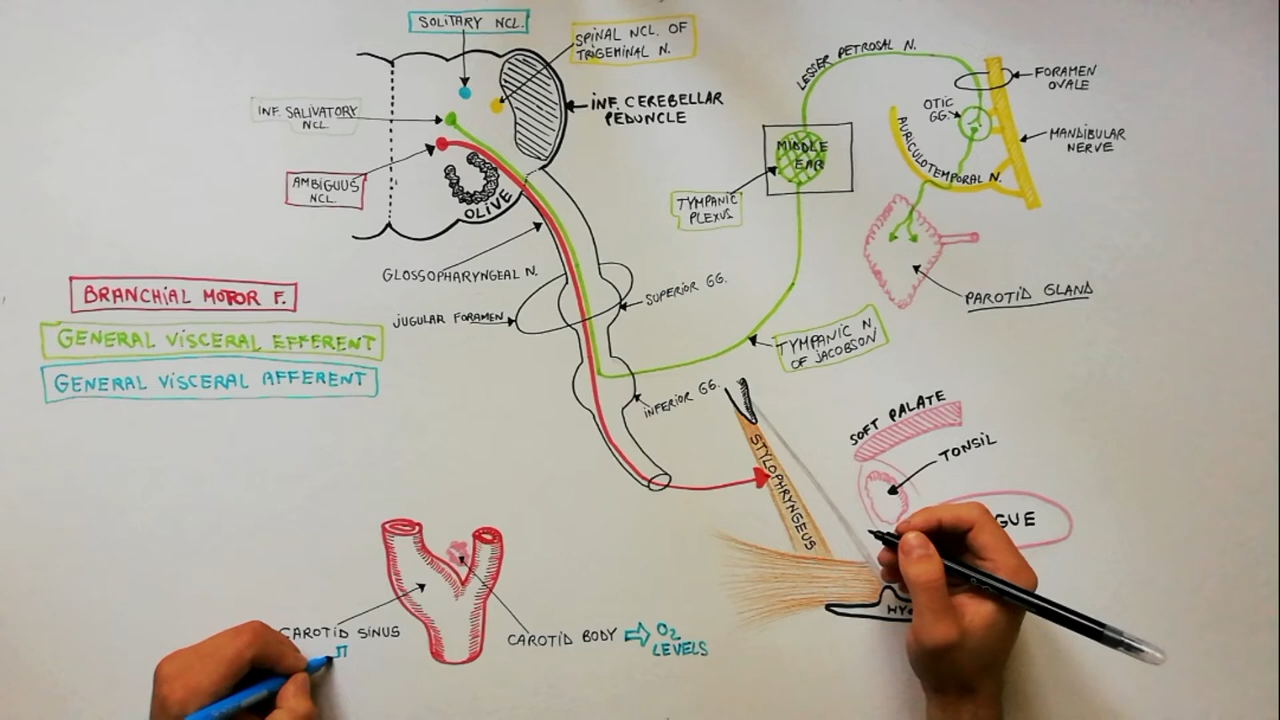 SOLITARY NCL.
SPINAL NCL. OF
TRIGEMINAL N.
INF. SALIVATORY
NCL.
INF. CEREBELLAR
PEDUNCLE
AMBIGUUS
NCL.
OLIVE
GLOSSOPHARYNGEAL N.
JUGULAR FORAMEN
SUPERIOR GG.
INFERIOR GG.
BRANCHIAL MOTOR F.
GENERAL VISCERAL EFFERENT
GENERAL VISCERAL AFFERENT
LESSER PETROSAL N.
MIDDLE
EAR
TYMPANIC
PLEXUS
OTIC
GG.
FORAMEN
OVALE
MANDIBULAR
NERVE
AURICULOTEMPORAL N.
PAROTID GLAND
TYMPANIC N.
OF JACOBSON
STYLOPHRYNGEUS
SOFT PALATE
TONSIL
GUE
HY
CAROTID SINUS
CAROTID BODY
O2
LEVELS